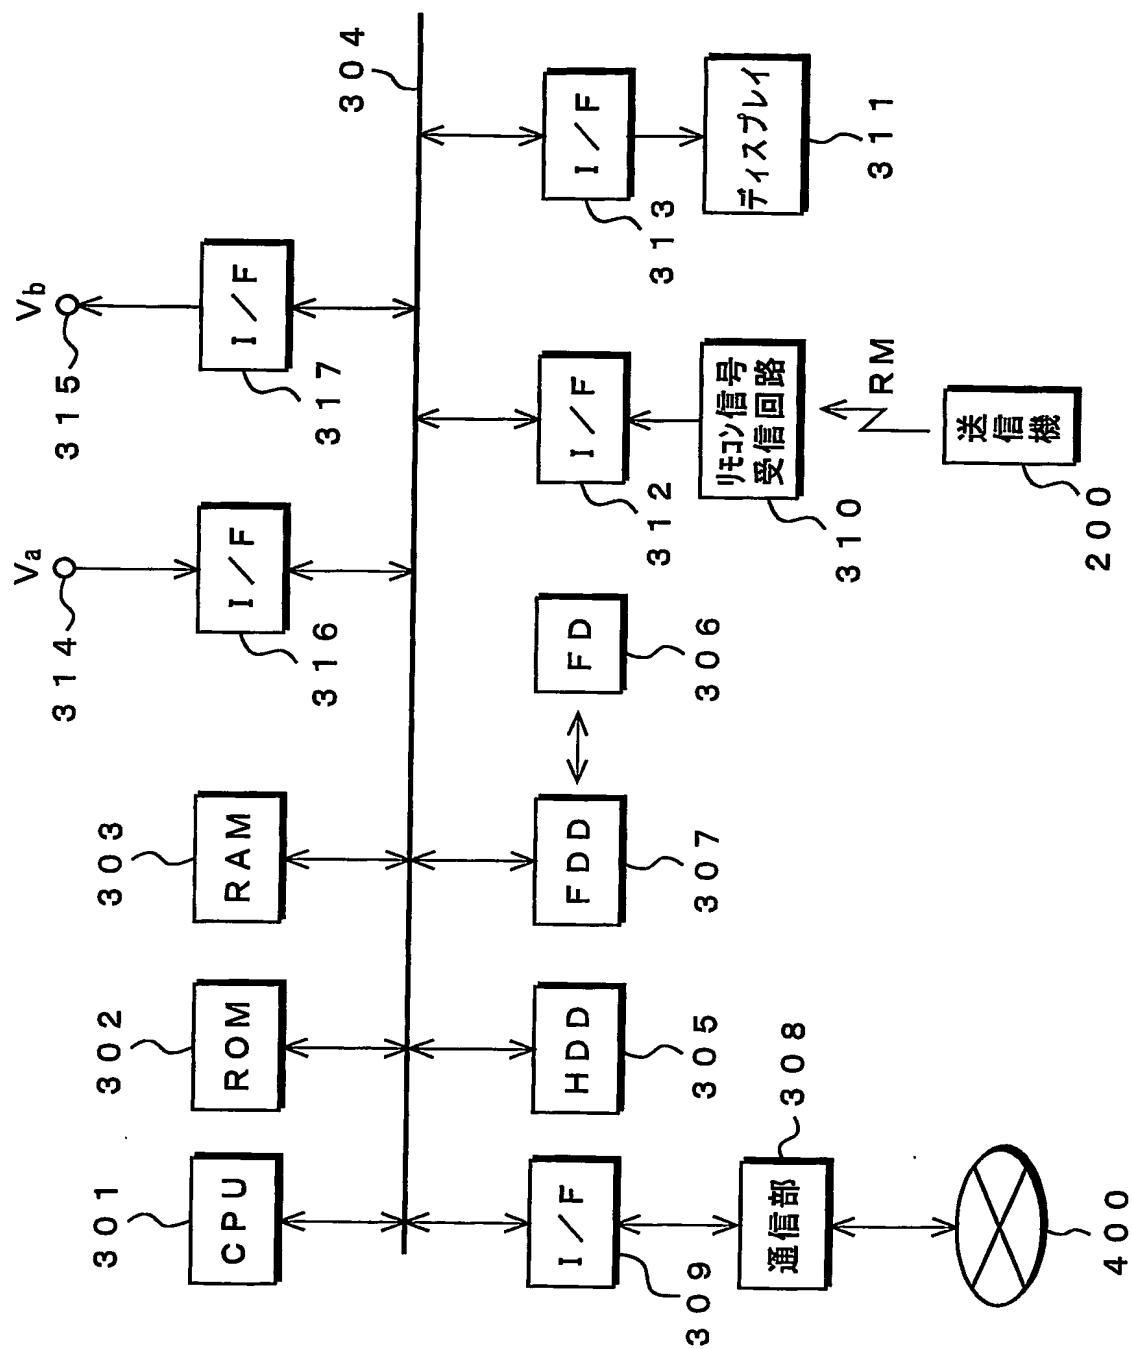 301
CPU
302
ROM
303
RAM
314
Va
I/F
316
315
Vb
I/F
317
304
I/F
309
通信部
308
400
HDD
305
FDD
307
FD
306
I/F
312
リモコン信号
受信回路
310
RM
送信機
200
I/F
313
ディスプレイ
311